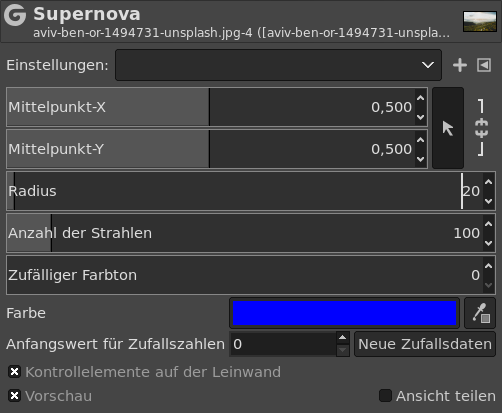 Supernova
aviv-ben-or-1494731-unsplash.jpg-4 ([aviv-ben-or-1494731-unspla…
Einstellungen:
Mittelpunkt-X 0,500
Mittelpunkt-Y 0,500
Radius 20
Anzahl der Strahlen 100
Zufälliger Farbton 0
Farbe
Anfangswert für Zufallszahlen 0 Neue Zufallsdaten
Kontrollelemente auf der Leinwand
Vorschau Ansicht teilen